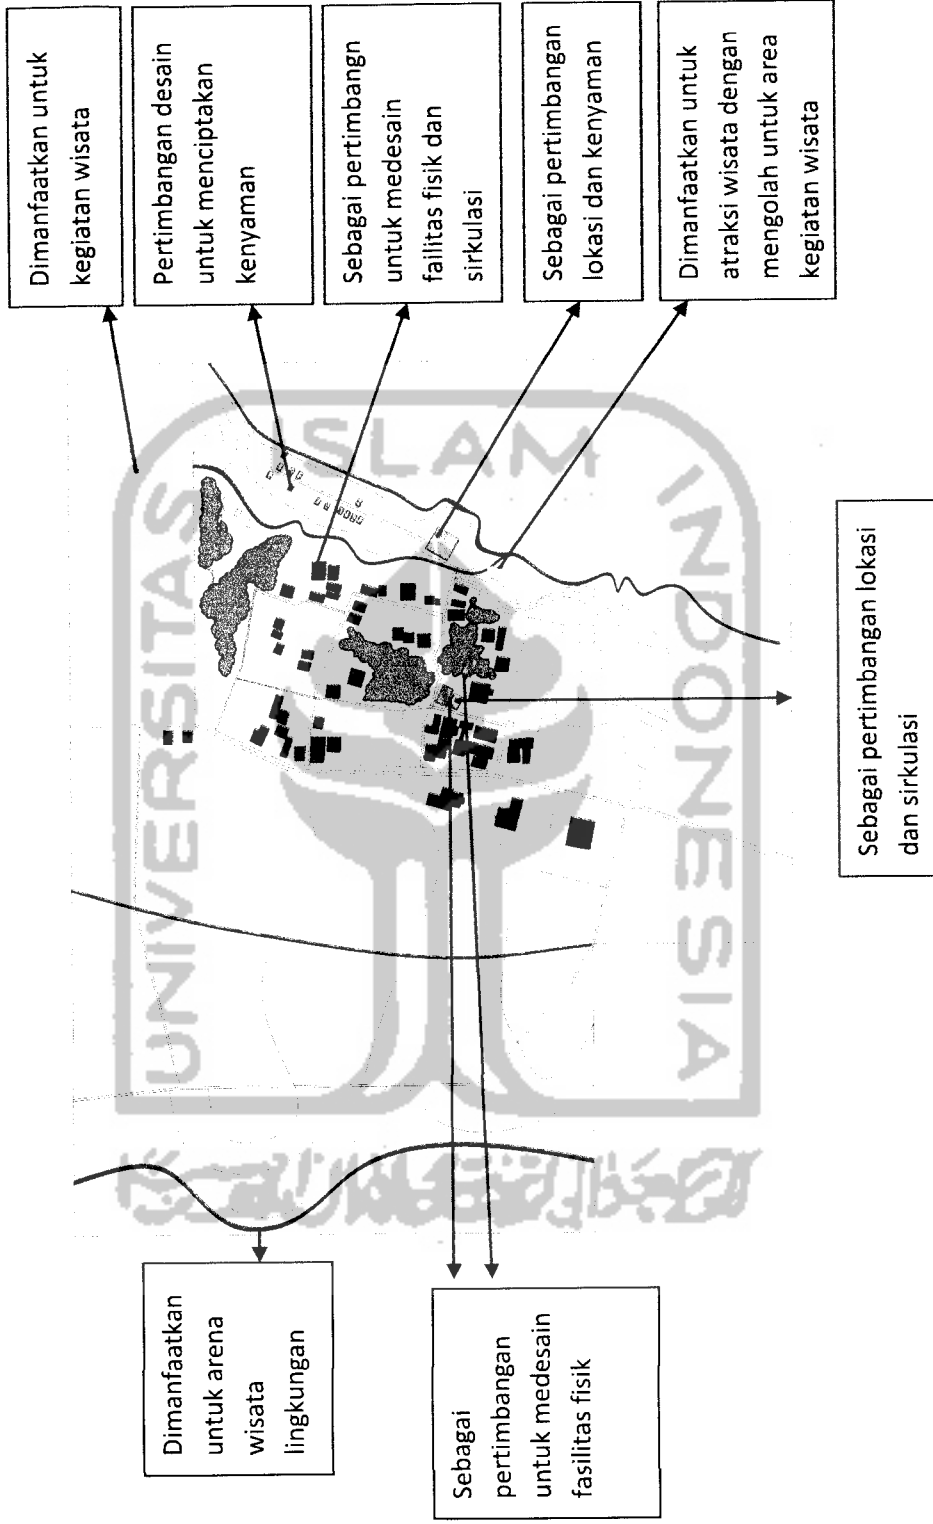 Dimanfaatkan
untuk arena
wisata
lingkungan
Sebagai
pertimbangan
untuk medesain
fasilitas fisik
Dimanfaatkan untuk
kegiatan wisata
Pertimbangan desain
untuk menciptakan
kenyaman
Sebagai pertimbangn
untuk medesain
failitas fisik dan
sirkulasi
Sebagai pertimbangan
lokasi dan kenyaman
Dimanfaatkan untuk
atraksi wisata dengan
mengolah untuk area
kegiatan wisata
Sebagai pertimbangan lokasi
dan sirkulasi
UNIVERSITAS
ISLAM
INDONESIA